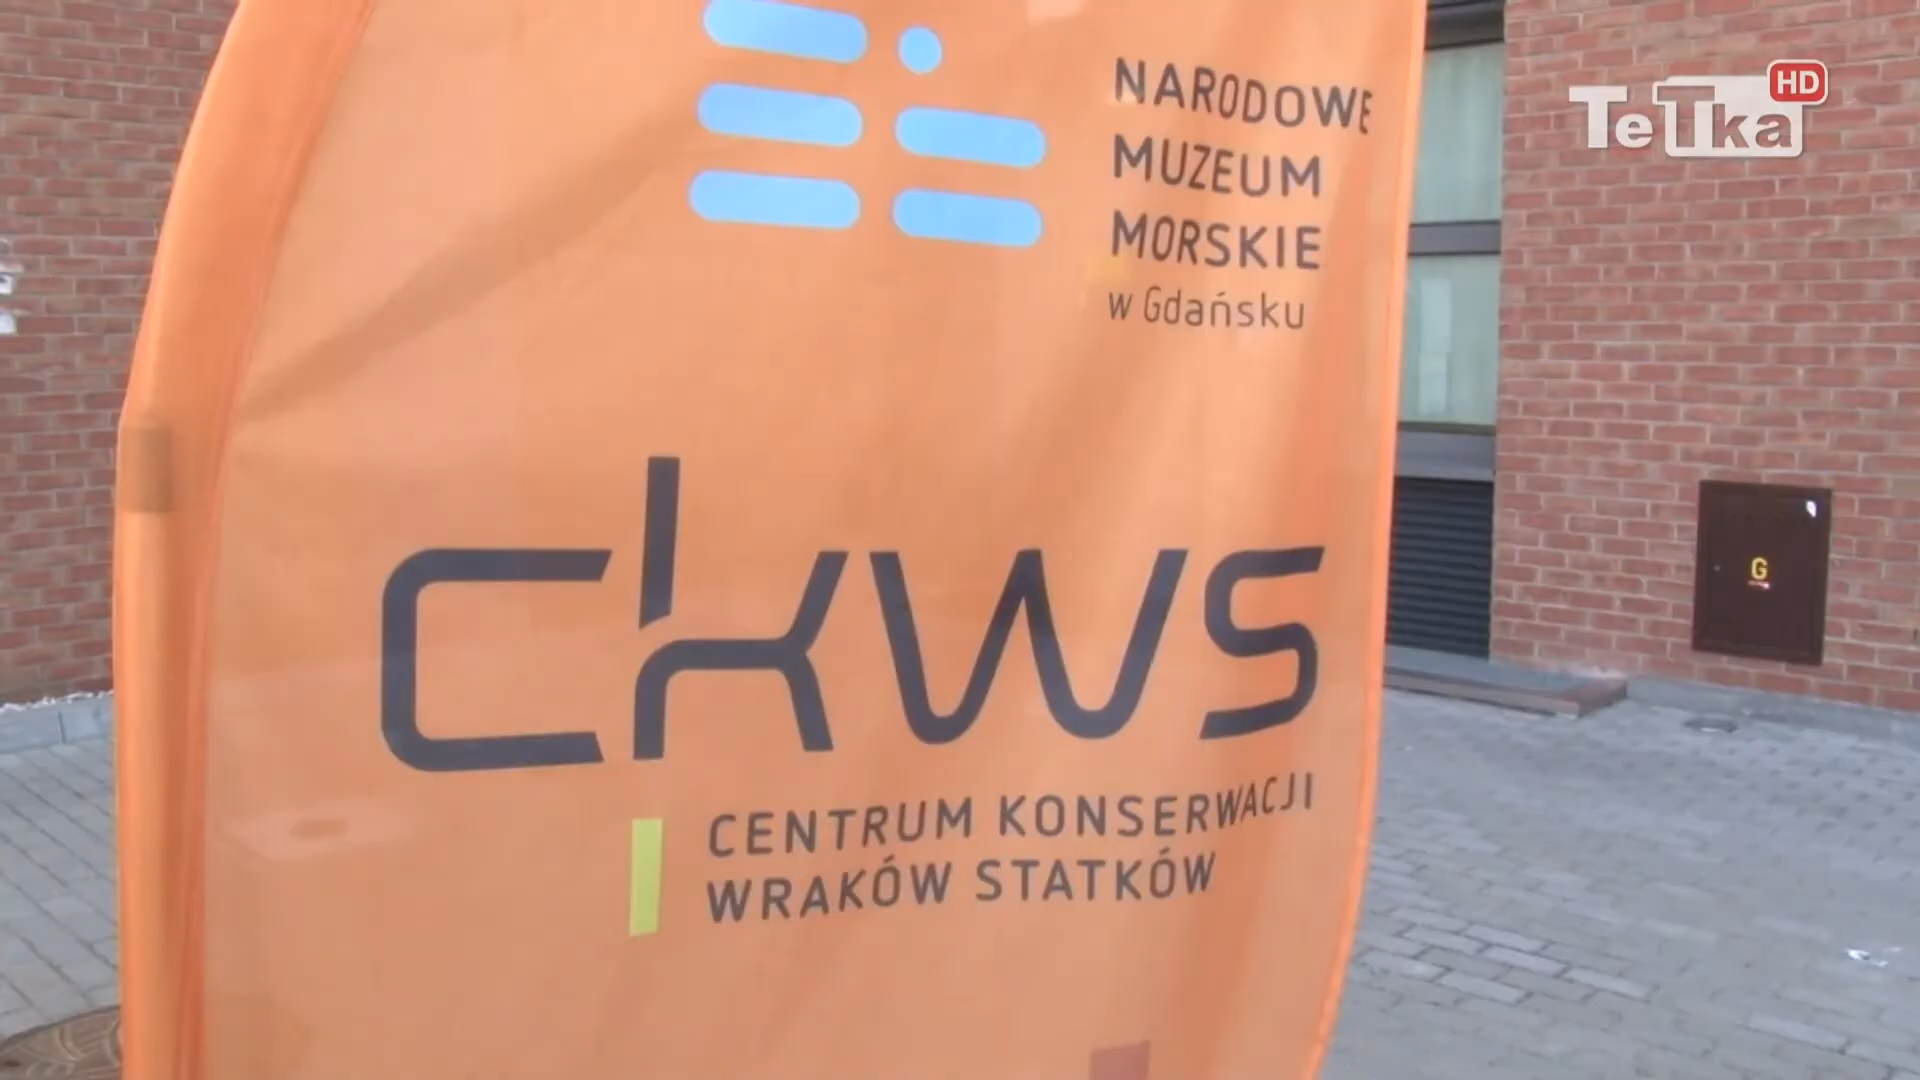 NARODOWE
MUZEUM
MORSKIE
w Gdańsku
TeTka HD
ckws
CENTRUM KONSERWACJI
WRAKÓW STATKÓW
G